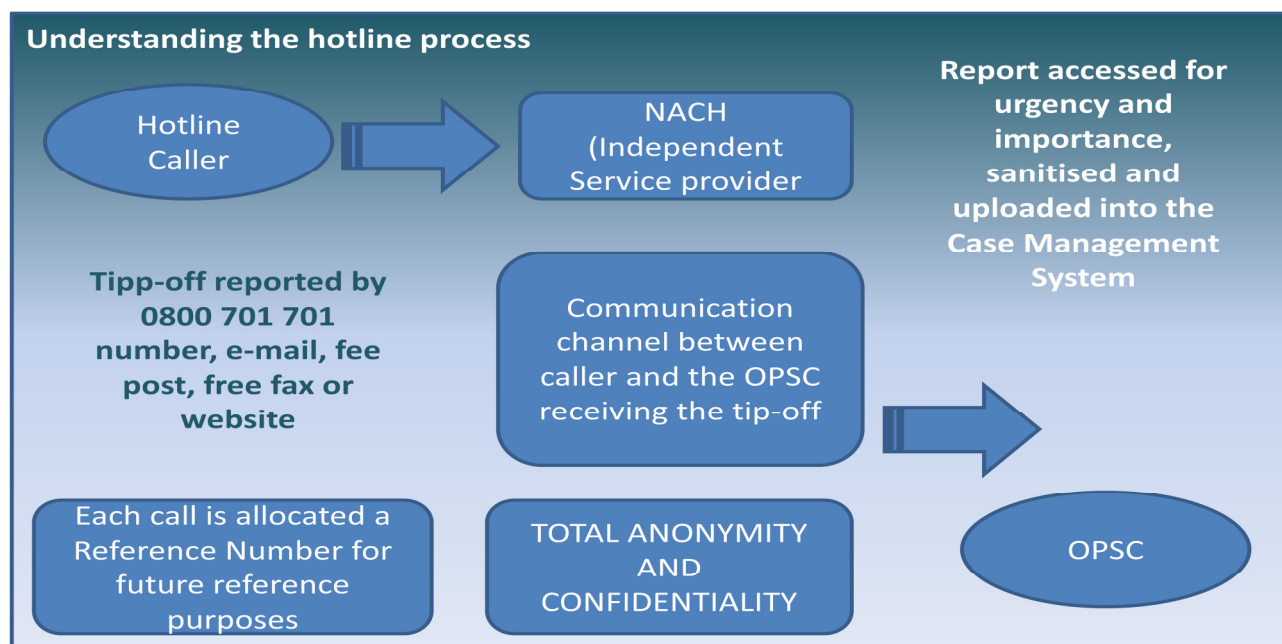 Understanding the hotline process
Hotline
Caller
NACH
(Independent
Service provider
Report accessed for
urgency and
importance,
sanitised and
uploaded into the
Case Management
System
Tipp-off reported by
0800 701 701
number, e-mail, fee
post, free fax or
website
Communication
channel between
caller and the OPSC
receiving the tip-off
Each call is allocated a
Reference Number for
future reference
purposes
TOTAL ANONYMITY
AND
CONFIDENTIALITY
OPSC